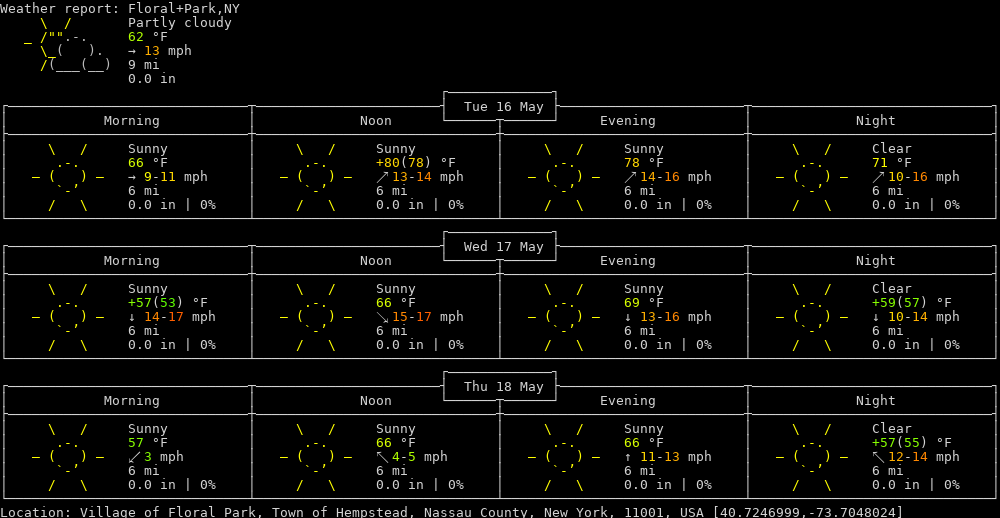 Weather report: Floral+Park,NY
Partly cloudy
62 °F
→ 13 mph
9 mi
0.0 in
Tue 16 May
Morning Noon Evening Night
Sunny Sunny Sunny Clear
66 °F +80(78) °F 78 °F 71 °F
→ 9-11 mph ↗ 13-14 mph ↗ 14-16 mph ↗ 10-16 mph
6 mi 6 mi 6 mi 6 mi
0.0 in | 0% 0.0 in | 0% 0.0 in | 0% 0.0 in | 0%
Wed 17 May
Morning Noon Evening Night
Sunny Sunny Sunny Clear
+57(53) °F 66 °F 69 °F +59(57) °F
↓ 14-17 mph ↘ 15-17 mph ↓ 13-16 mph ↓ 10-14 mph
6 mi 6 mi 6 mi 6 mi
0.0 in | 0% 0.0 in | 0% 0.0 in | 0% 0.0 in | 0%
Thu 18 May
Morning Noon Evening Night
Sunny Sunny Sunny Clear
57 °F 66 °F 66 °F +57(55) °F
↙ 3 mph ↖ 4-5 mph ↑ 11-13 mph ↖ 12-14 mph
6 mi 6 mi 6 mi 6 mi
0.0 in | 0% 0.0 in | 0% 0.0 in | 0% 0.0 in | 0%
Location: Village of Floral Park, Town of Hempstead, Nassau County, New York, 11001, USA [40.7246999,-73.7048024]